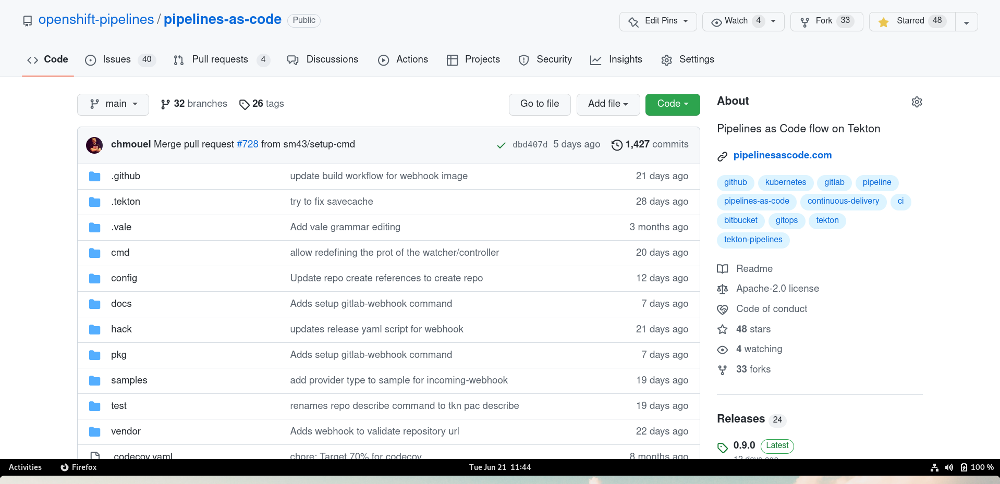 openshift-pipelines / pipelines-as-code Public Edit Pins Watch 4 Fork 33 Starred 48
Code Issues 40 Pull requests 4 Discussions Actions Projects Security Insights Settings
main 32 branches 26 tags Go to file Add file Code
chmouel Merge pull request #728 from sm43/setup-cmd dbd407d 5 days ago 1,427 commits
.github update build workflow for webhook image 21 days ago
.tekton try to fix savecache 28 days ago
.vale Add vale grammar editing 3 months ago
cmd allow redefining the prot of the watcher/controller 20 days ago
config Update repo create references to create repo 12 days ago
docs Adds setup gitlab-webhook command 7 days ago
hack updates release yaml script for webhook 21 days ago
pkg Adds setup gitlab-webhook command 7 days ago
samples add provider type to sample for incoming-webhook 19 days ago
test renames repo describe command to tkn pac describe 19 days ago
vendor Adds webhook to validate repository url 22 days ago
.codecov.yaml chore: Target 70% for codecov 8 months ago
About
Pipelines as Code flow on Tekton
pipelinesascode.com
github kubernetes gitlab pipeline
pipelines-as-code continuous-delivery ci
bitbucket gitops tekton
tekton-pipelines
Readme
Apache-2.0 license
Code of conduct
48 stars
4 watching
33 forks
Releases 24
0.9.0 Latest
12 days ago
Activities Firefox Tue Jun 21 11:44 100 %